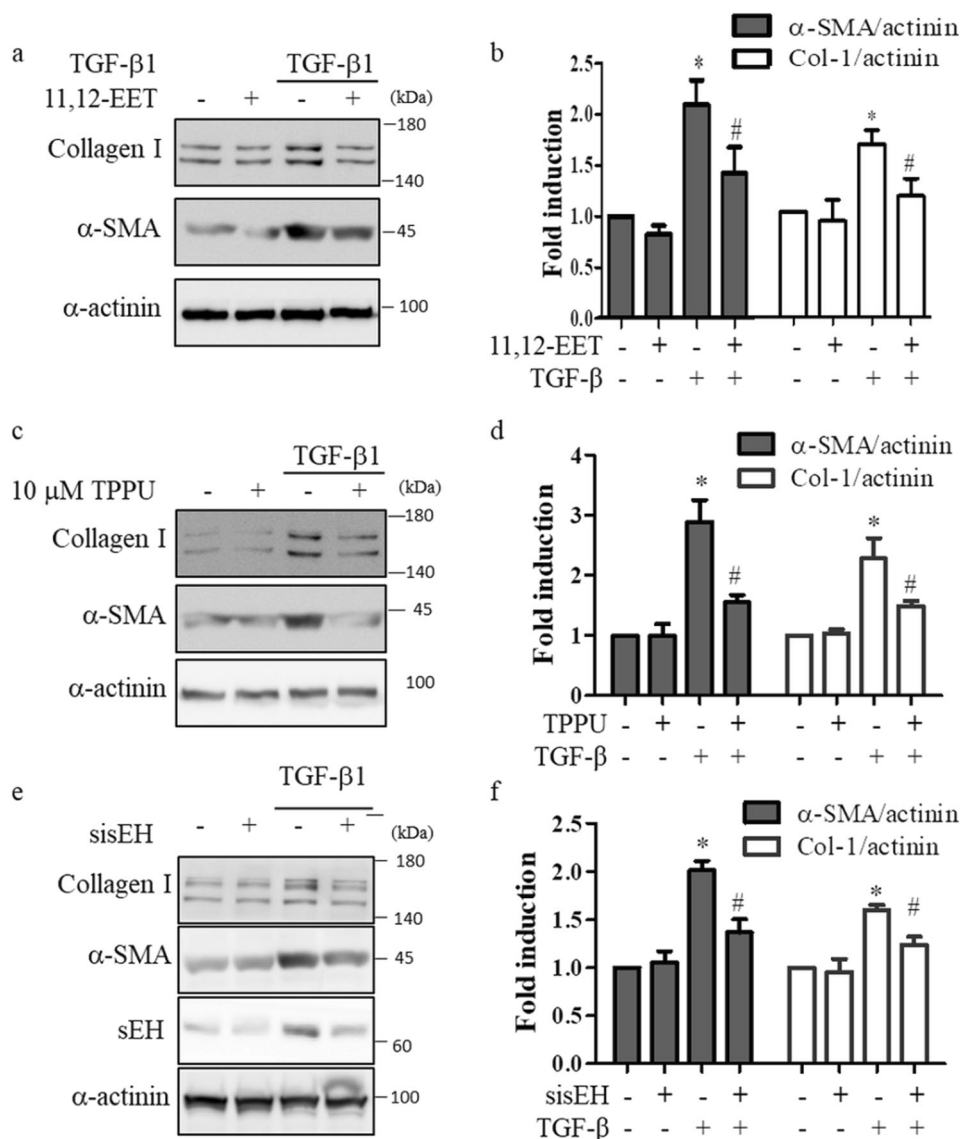 a
TGF-β1
TGF-β1
11,12-EET
- + - +
(kDa)
Collagen I
180
140
α-SMA
45
α-actinin
100
b
α-SMA/actinin
Col-1/actinin
Fold induction
2.5
2.0
1.5
1.0
0.5
0.0
* # * #
11,12-EET - + - + - + - +
TGF-β - - + + - - + +
c
TGF-β1
10 μM TPPU
- + - +
(kDa)
Collagen I
180
140
α-SMA
45
α-actinin
100
d
α-SMA/actinin
Col-1/actinin
Fold induction
4
3
2
1
0
* # * #
TPPU - + - + - + - +
TGF-β - - + + - - + +
e
TGF-β1
sisEH
- + - +
(kDa)
Collagen I
180
140
α-SMA
45
sEH
60
α-actinin
100
f
α-SMA/actinin
Col-1/actinin
Fold induction
2.5
2.0
1.5
1.0
0.5
0.0
* # * #
sisEH - + - + - + - +
TGF-β - - + + - - + +